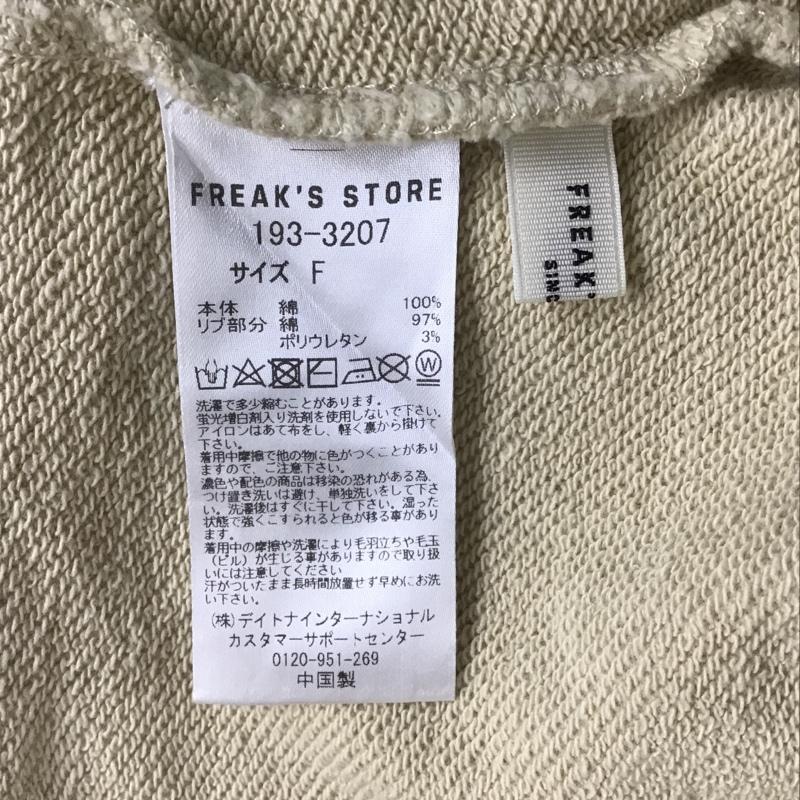 FREAK'S STORE
193-3207
サイズ F
本体 綿 100%
リブ部分 綿 97%
ポリウレタン 3%
W
洗濯で多少縮むことがあります。
蛍光増白剤入り洗剤を使用しないで下さい。
アイロンはあて布をし、軽く裏から掛けて
下さい。
着用中摩擦で他の物に色がつくことがあり
ますので、ご注意下さい。
濃色や配色の商品は移染の恐れがある為、
つけ置き洗いは避け、単独洗いをして下さ
い。洗濯後はすぐに干して下さい。湿った
状態で強くこすられると色が移る事があり
ます。
着用中の摩擦や洗濯により毛羽立ちや毛玉
(ピル)が生じる事がありますので取り扱
いには注意してください
汗がついたまま長時間放置せず早めにお洗
い下さい。
(株)デイトナインターナショナル
カスタマーサポートセンター
0120-951-269
中国製
FREAK'
SINC